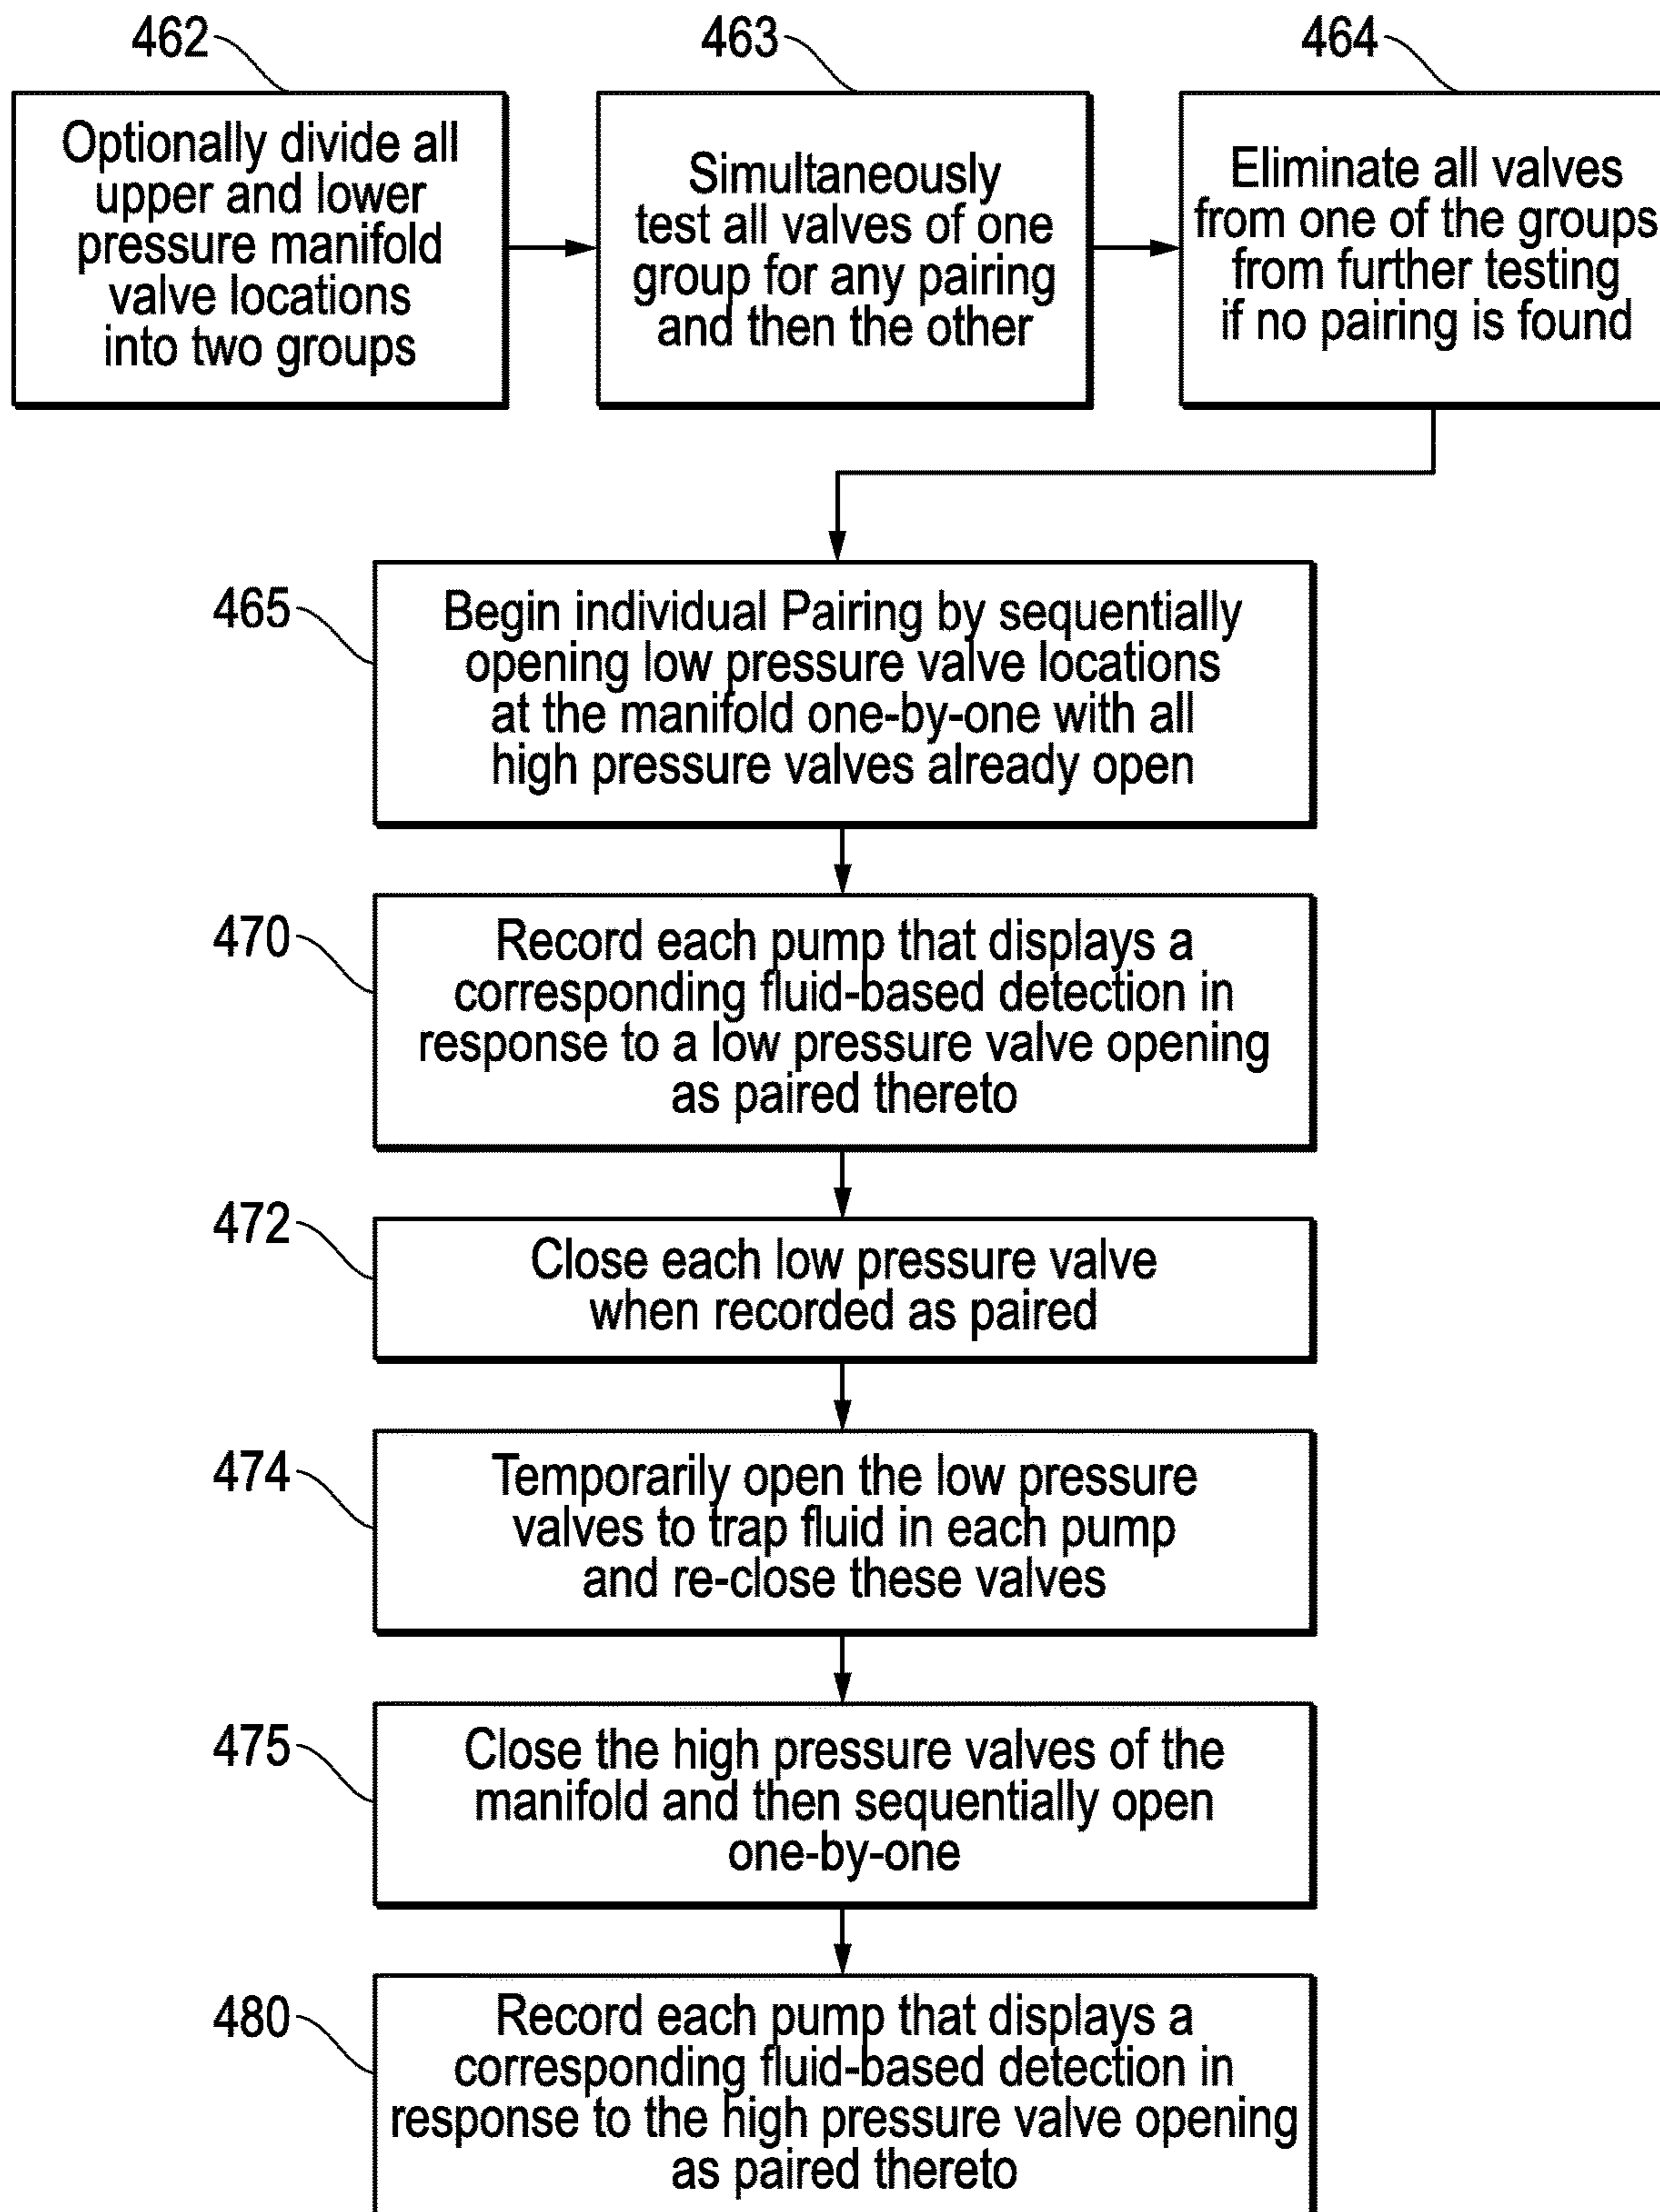 462
Optionally divide all
upper and lower
pressure manifold
valve locations
into two groups
463
Simultaneously
test all valves of one
group for any pairing
and then the other
464
Eliminate all valves
from one of the groups
from further testing
if no pairing is found
465
Begin individual Pairing by sequentially
opening low pressure valve locations
at the manifold one-by-one with all
high pressure valves already open
470
Record each pump that displays a
corresponding fluid-based detection in
response to a low pressure valve opening
as paired thereto
472
Close each low pressure valve
when recorded as paired
474
Temporarily open the low pressure
valves to trap fluid in each pump
and re-close these valves
475
Close the high pressure valves of the
manifold and then sequentially open
one-by-one
480
Record each pump that displays a
corresponding fluid-based detection in
response to the high pressure valve opening
as paired thereto